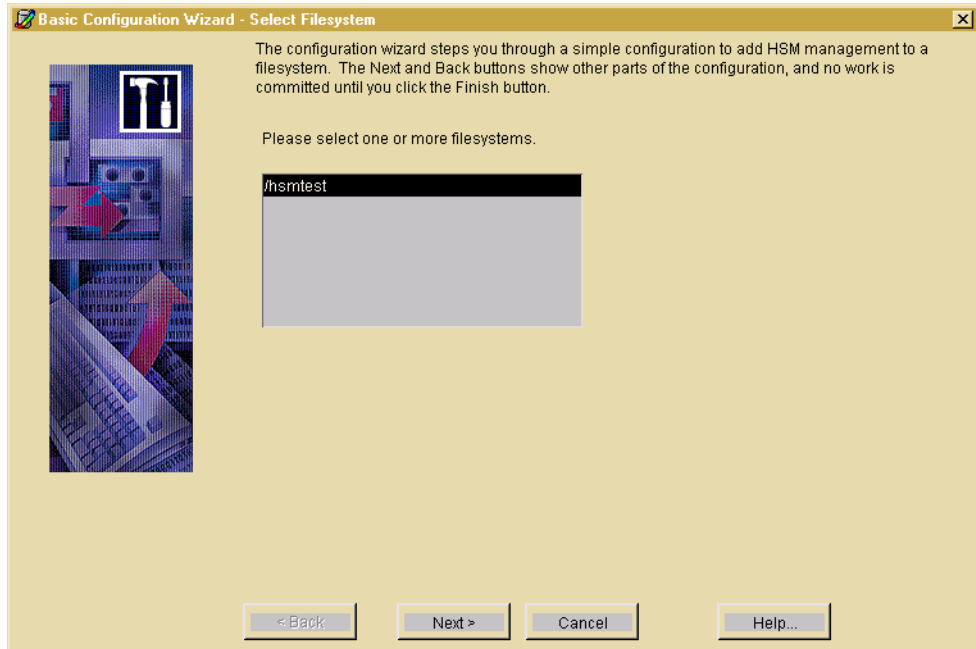 Basic Configuration Wizard - Select Filesystem
The configuration wizard steps you through a simple configuration to add HSM management to a
filesystem. The Next and Back buttons show other parts of the configuration, and no work is
committed until you click the Finish button.
Please select one or more filesystems.
/hsmtest
< Back
Next >
Cancel
Help...